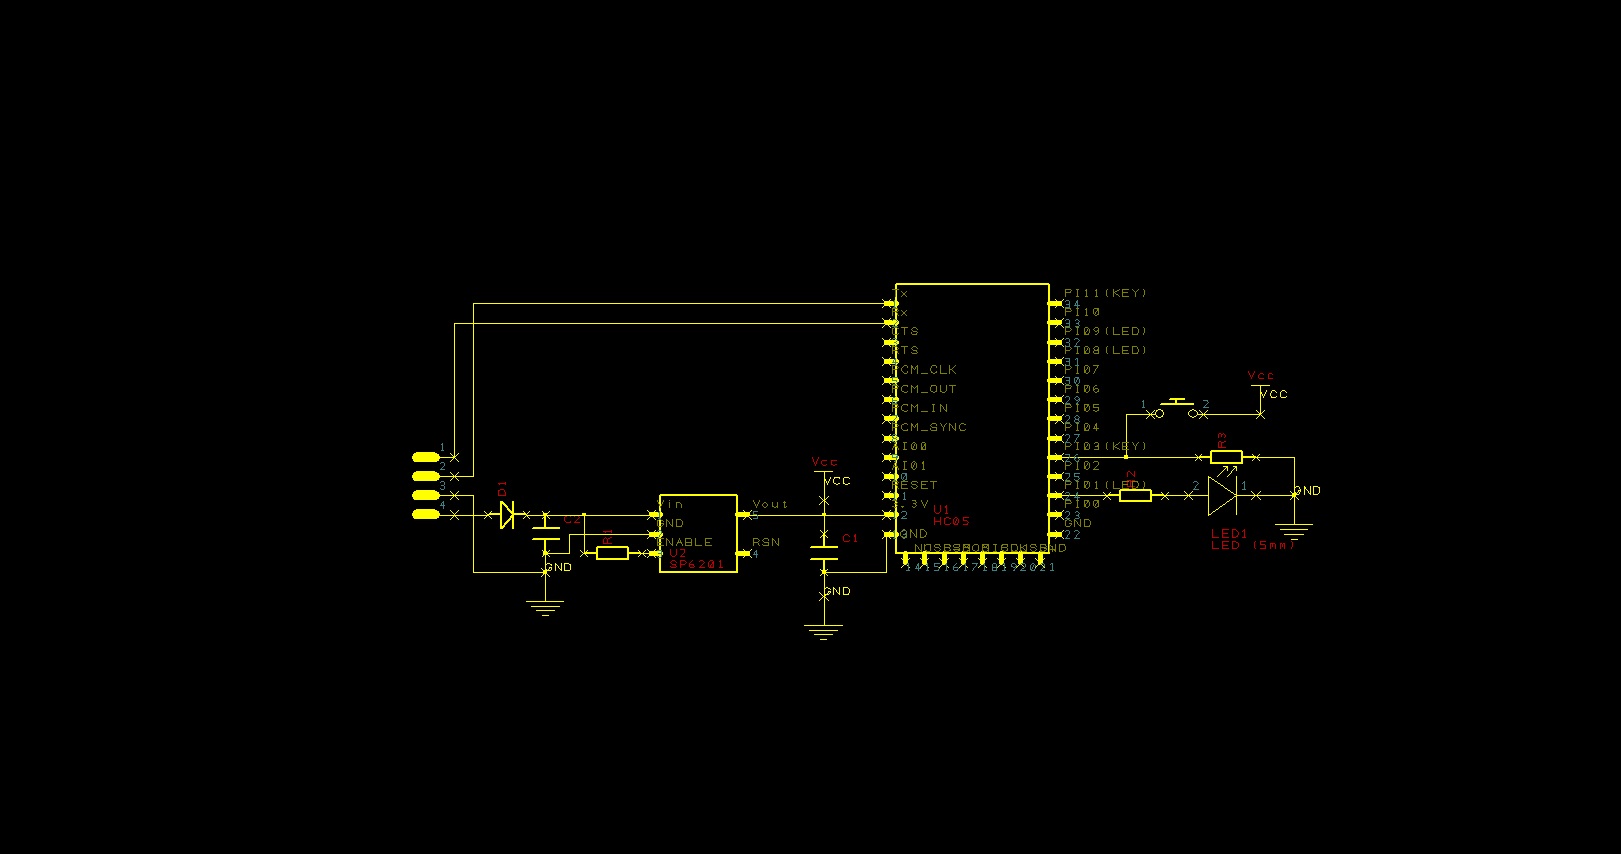 Tx
Rx
CTS
RTS
PCM_CLK
PCM_OUT
PCM_IN
PCM_SYNC
AIO0
AIO1
RESET
3.3V
GND
U1
HC05
PI11(KEY)
34
PI10
33
PI09(LED)
32
PI08(LED)
31
PI07
30
PI06
29
PI05
28
PI04
27
PI03(KEY)
26
PI02
25
PI01(LED)
24
PI00
23
GND
22
14 15 16 17 18 19 20 21
1
2
3
4
D1
C2
GND
R1
Vin
GND
ENABLE
U2
SP6201
Vout
5
RSN
4
Vcc
VCC
C1
GND
1
2
Vcc
VCC
R3
R2
2
1
GND
LED1
LED (5mm)